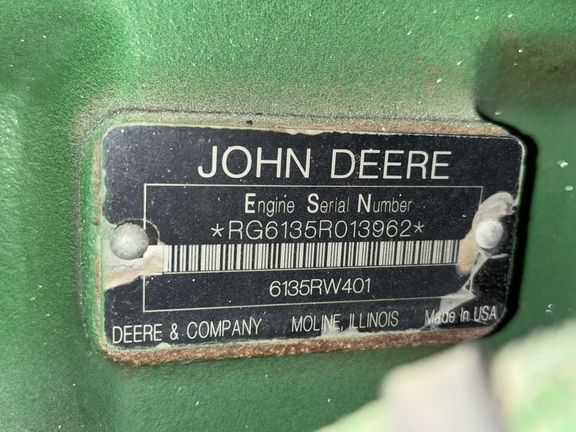 JOHN DEERE
Engine Serial Number
*RG6135R013962*
6135RW401
DEERE & COMPANY MOLINE, ILLINOIS Made In USA